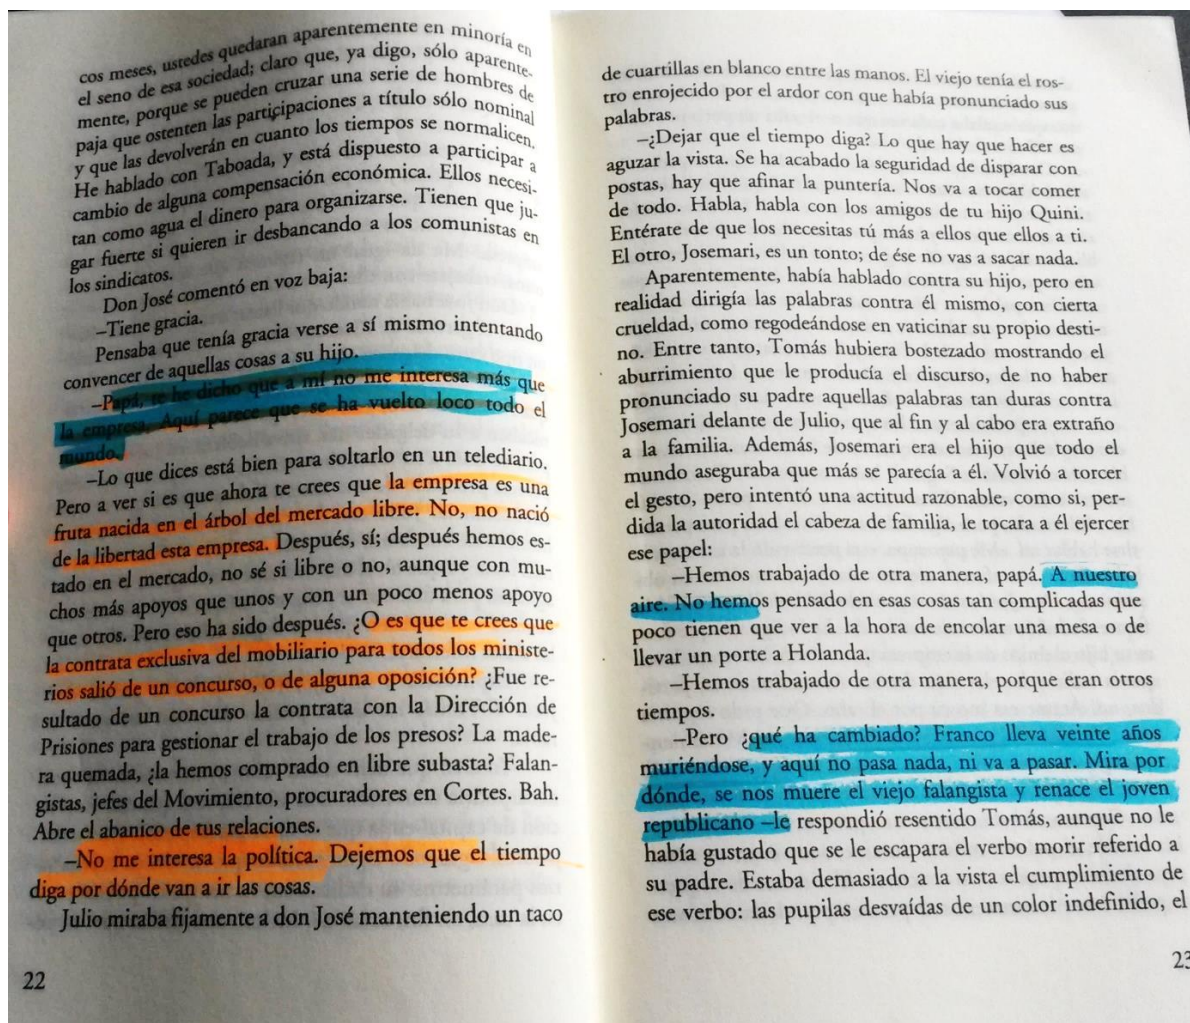 cos meses, ustedes quedaran aparentemente en minoría en
el seno de esa sociedad; claro que, ya digo, sólo aparente-
mente, porque se pueden cruzar una serie de hombres de
paja que ostenten las participaciones a título sólo nominal
y que las devolverán en cuanto los tiempos se normalicen.
He hablado con Taboada, y está dispuesto a participar a
cambio de alguna compensación económica. Ellos necesi-
tan como agua el dinero para organizarse. Tienen que ju-
gar fuerte si quieren ir desbancando a los comunistas en
los sindicatos.
Don José comentó en voz baja:
–Tiene gracia.
Pensaba que tenía gracia verse a sí mismo intentando
convencer de aquellas cosas a su hijo.
–Papá, te he dicho que a mí no me interesa más que
la empresa. Aquí parece que se ha vuelto loco todo el
mundo.
–Lo que dices está bien para soltarlo en un telediario.
Pero a ver si es que ahora te crees que la empresa es una
fruta nacida en el árbol del mercado libre. No, no nació
de la libertad esta empresa. Después, sí; después hemos es-
tado en el mercado, no sé si libre o no, aunque con mu-
chos más apoyos que unos y con un poco menos apoyo
que otros. Pero eso ha sido después. ¿O es que te crees que
la contrata exclusiva del mobiliario para todos los ministe-
rios salió de un concurso, o de alguna oposición? ¿Fue re-
sultado de un concurso la contrata con la Dirección de
Prisiones para gestionar el trabajo de los presos? La made-
ra quemada, ¿la hemos comprado en libre subasta? Falan-
gistas, jefes del Movimiento, procuradores en Cortes. Bah.
Abre el abanico de tus relaciones.
–No me interesa la política. Dejemos que el tiempo
diga por dónde van a ir las cosas.
Julio miraba fijamente a don José manteniendo un taco
22
de cuartillas en blanco entre las manos. El viejo tenía el ros-
tro enrojecido por el ardor con que había pronunciado sus
palabras.
–¿Dejar que el tiempo diga? Lo que hay que hacer es
aguzar la vista. Se ha acabado la seguridad de disparar con
postas, hay que afinar la puntería. Nos va a tocar comer
de todo. Habla, habla con los amigos de tu hijo Quini.
Entérate de que los necesitas tú más a ellos que ellos a ti.
El otro, Josemari, es un tonto; de ése no vas a sacar nada.
Aparentemente, había hablado contra su hijo, pero en
realidad dirigía las palabras contra él mismo, con cierta
crueldad, como regodeándose en vaticinar su propio desti-
no. Entre tanto, Tomás hubiera bostezado mostrando el
aburrimiento que le producía el discurso, de no haber
pronunciado su padre aquellas palabras tan duras contra
Josemari delante de Julio, que al fin y al cabo era extraño
a la familia. Además, Josemari era el hijo que todo el
mundo aseguraba que más se parecía a él. Volvió a torcer
el gesto, pero intentó una actitud razonable, como si, per-
dida la autoridad el cabeza de familia, le tocara a él ejercer
ese papel:
–Hemos trabajado de otra manera, papá. A nuestro
aire. No hemos pensado en esas cosas tan complicadas que
poco tienen que ver a la hora de encolar una mesa o de
llevar un porte a Holanda.
–Hemos trabajado de otra manera, porque eran otros
tiempos.
–Pero ¿qué ha cambiado? Franco lleva veinte años
muriéndose, y aquí no pasa nada, ni va a pasar. Mira por
dónde, se nos muere el viejo falangista y renace el joven
republicano –le respondió resentido Tomás, aunque no le
había gustado que se le escapara el verbo morir referido a
su padre. Estaba demasiado a la vista el cumplimiento de
ese verbo: las pupilas desvaídas de un color indefinido, el
23